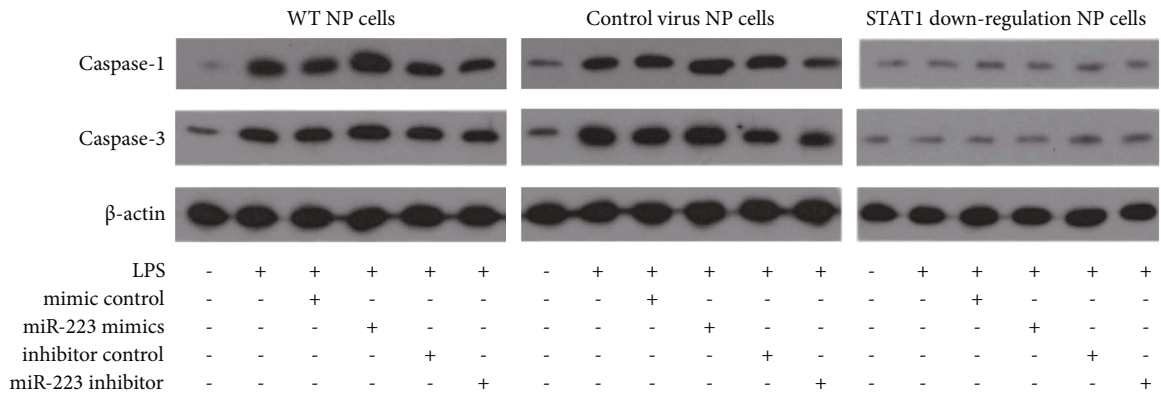 WT NP cells Control virus NP cells STAT1 down-regulation NP cells
Caspase-1
Caspase-3
β-actin
LPS - + + + + + - + + + + + - + + + + +
mimic control - - + - - - - - + - - - - - + - - -
miR-223 mimics - - - + - - - - - + - - - - - + - -
inhibitor control - - - - + - - - - - + - - - - - + -
miR-223 inhibitor - - - - - + - - - - - + - - - - - +